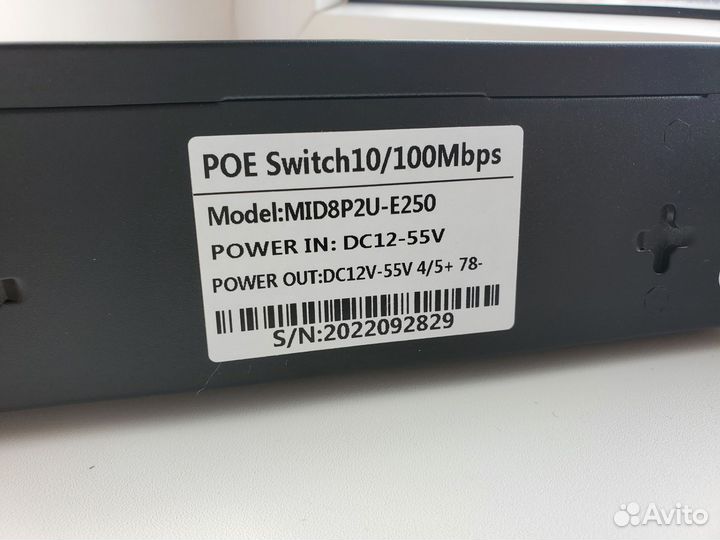 POE Switch10/100Mbps
Model:MID8P2U-E250
POWER IN: DC12-55V
POWER OUT:DC12V-55V 4/5+ 78-
S/N:2022092829
Avito